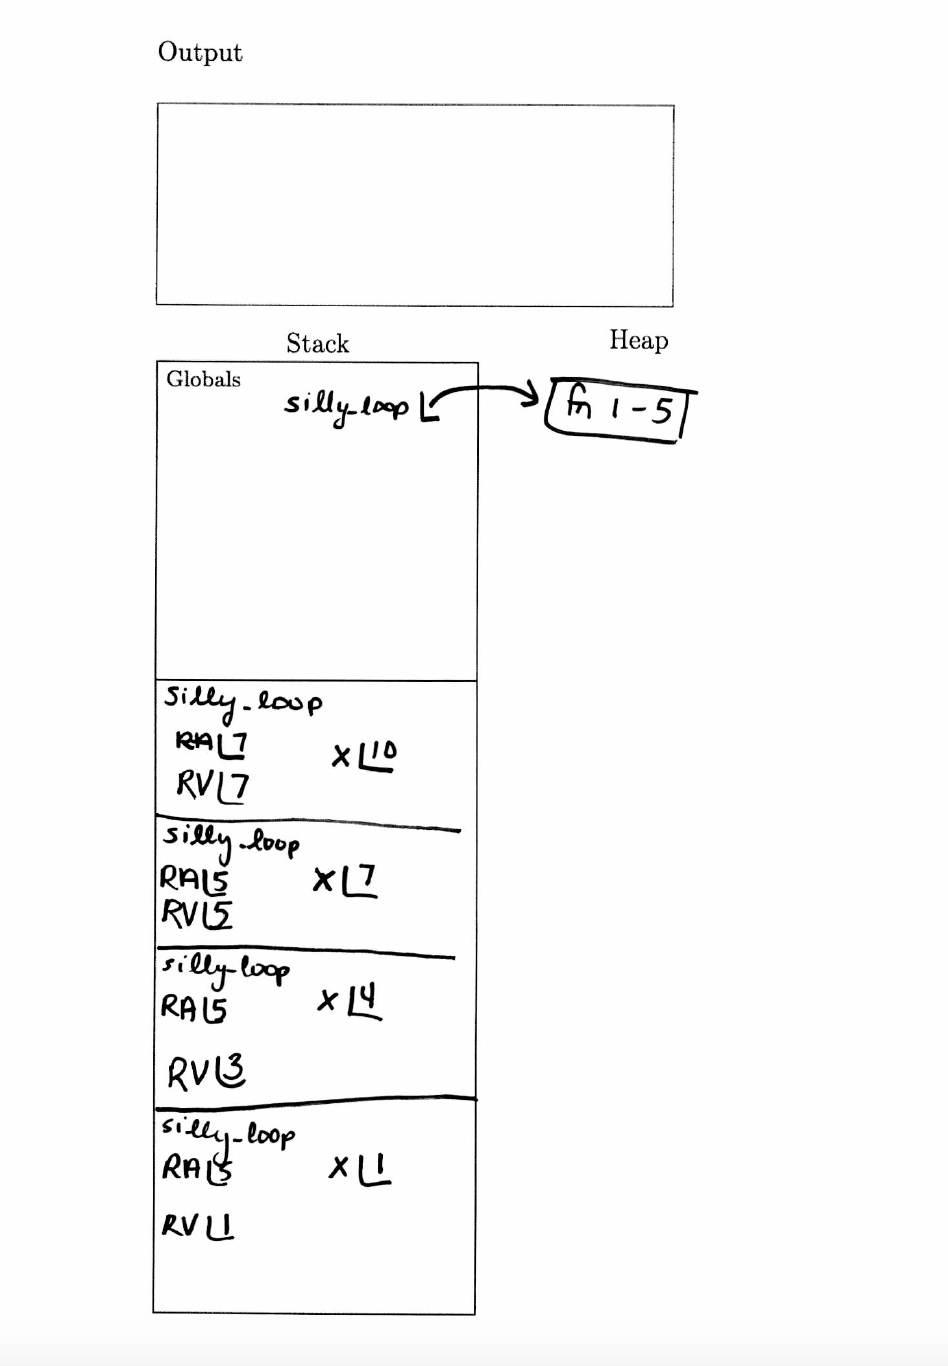 Output
Stack
Heap
Globals
silly_loop
fn 1-5
silly_loop
RA 7
x 10
RV 7
silly_loop
RA 5
x 7
RV 5
silly_loop
RA 5
x 4
RV 3
silly_loop
RA 5
x 1
RV 1